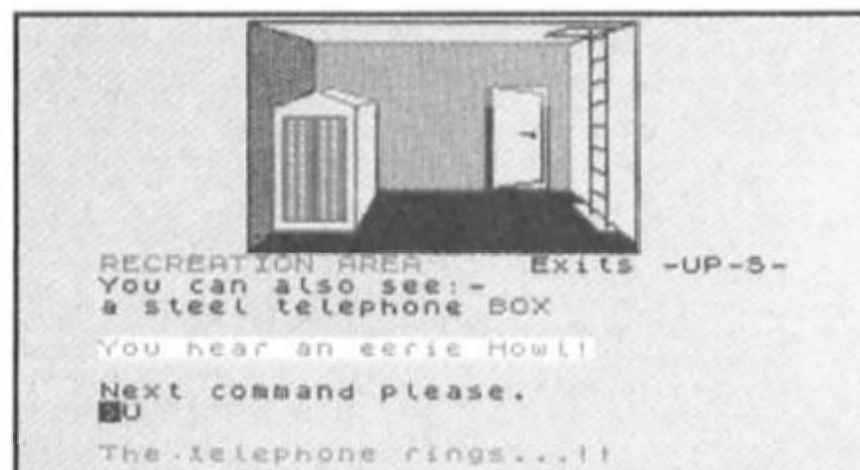 RECREATION AREA Exits -UP-S-
You can also see:-
a steel telephone BOX
You hear an eerie Howl!
Next command please.
SU
The telephone rings...!!